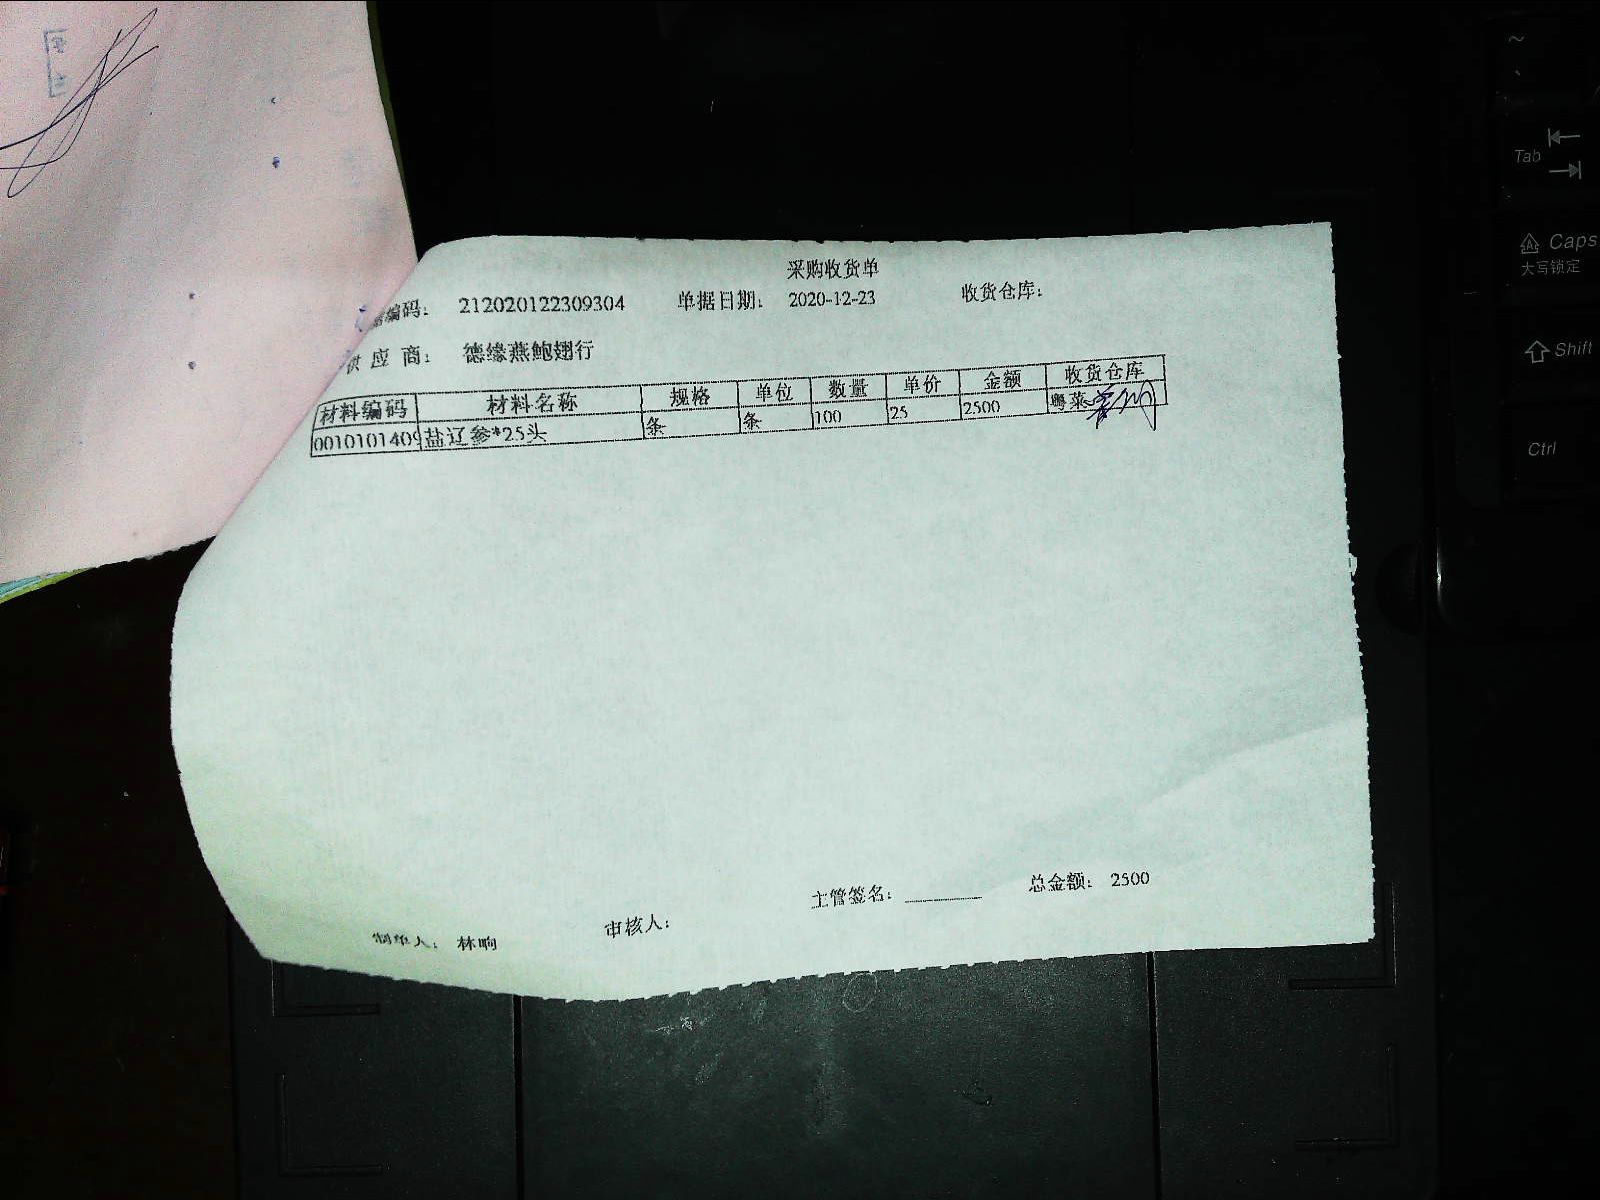 采购收货单
编码： 212020122309304 单据日期： 2020-12-23 收货仓库：
供 应 商： 德缘燕鲍翅行
材料编码 材料名称 规格 单位 数量 单价 金额 收货仓库
0010101409 盐辽参*25头 条 条 100 25 2500 粤菜
主管签名： 总金额： 2500
制单人： 林响 审核人：
~
Tab
Caps
大写锁定
Shift
Ctrl